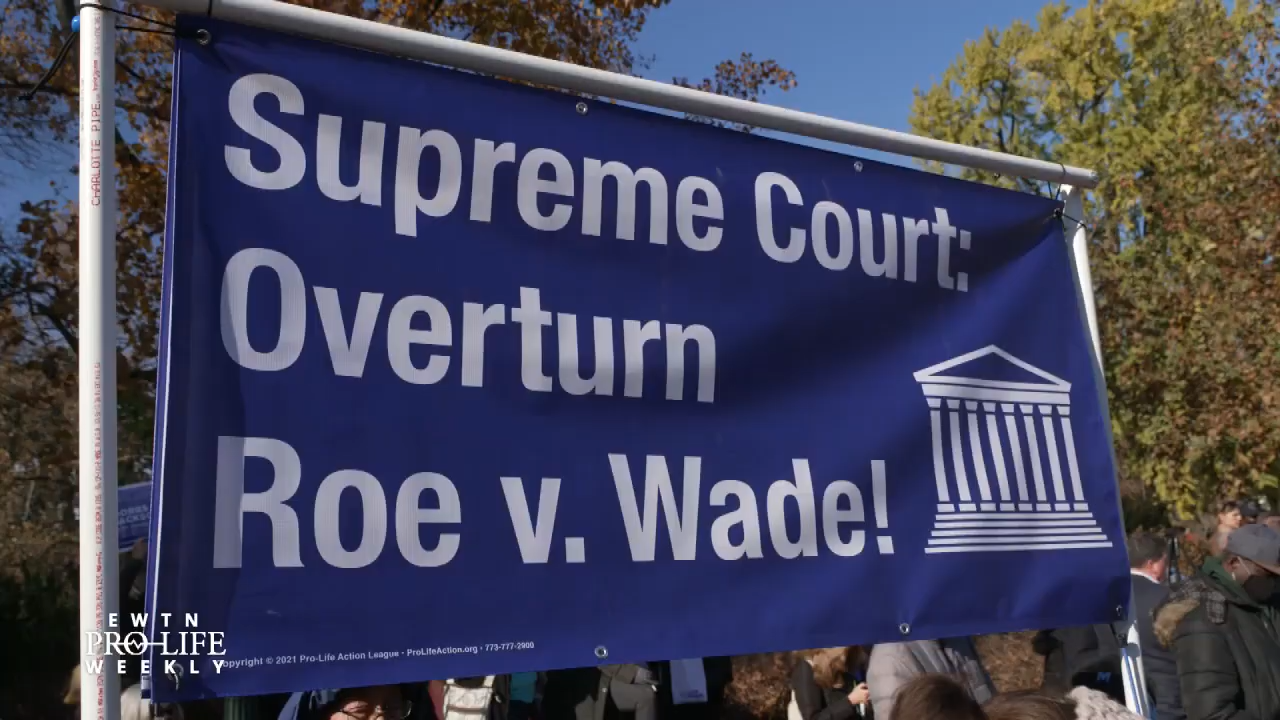 Supreme Court:
Overturn
Roe v. Wade!
Copyright © 2021 Pro-Life Action League • ProLifeAction.org • 773-777-2900
CHARLOTTE PIPE
EWTN
PRO-LIFE
WEEKLY